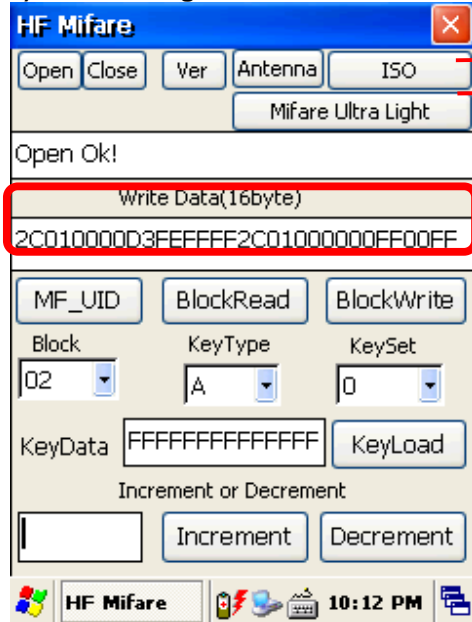 HF Mifare
Open Close Ver Antenna ISO
Mifare Ultra Light
Open Ok!
Write Data(16byte)
2C010000D3FEFFFF2C01000000FF00FF
MF_UID BlockRead BlockWrite
Block KeyType KeySet
02 A 0
KeyData FFFFFFFFFFFFFF KeyLoad
Increment or Decrement
Increment Decrement
HF Mifare 10:12 PM